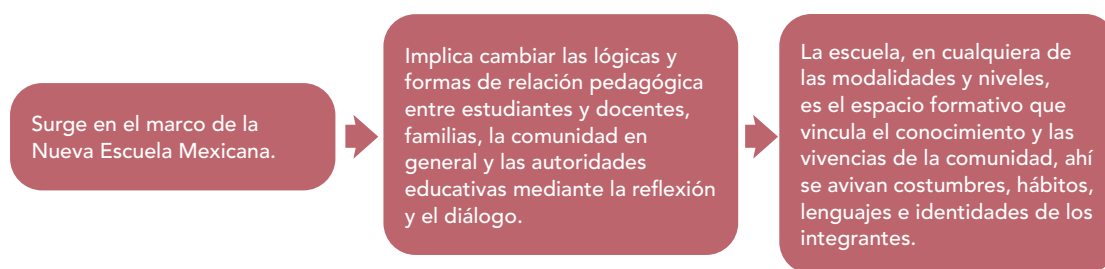 Surge en el marco de la
Nueva Escuela Mexicana.
Implica cambiar las lógicas y
formas de relación pedagógica
entre estudiantes y docentes,
familias, la comunidad en
general y las autoridades
educativas mediante la reflexión
y el diálogo.
La escuela, en cualquiera de
las modalidades y niveles,
es el espacio formativo que
vincula el conocimiento y las
vivencias de la comunidad, ahí
se avivan costumbres, hábitos,
lenguajes e identidades de los
integrantes.